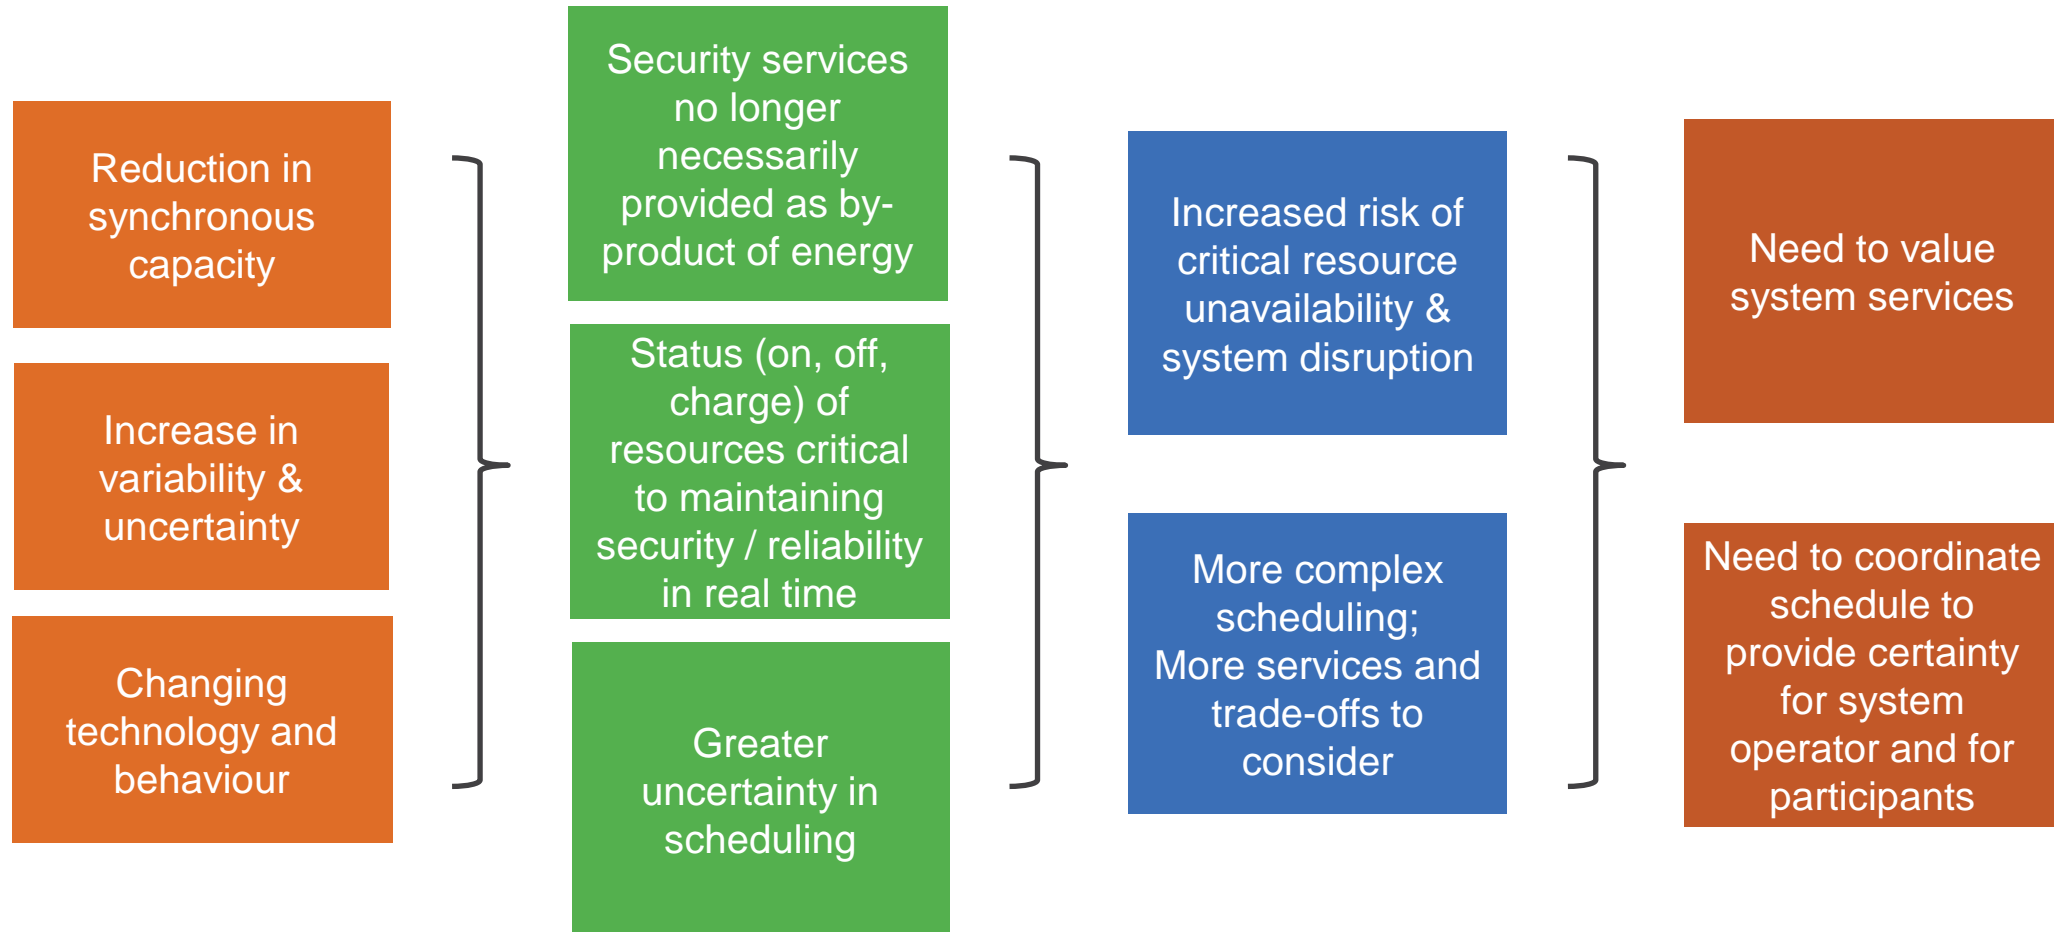 Reduction in
synchronous
capacity
Increase in
variability &
uncertainty
Changing
technology and
behaviour
Security services
no longer
necessarily
provided as by-
product of energy
Status (on, off,
charge) of
resources critical
to maintaining
security / reliability
in real time
Greater
uncertainty in
scheduling
Increased risk of
critical resource
unavailability &
system disruption
More complex
scheduling;
More services and
trade-offs to
consider
Need to value
system services
Need to coordinate
schedule to
provide certainty
for system
operator and for
participants